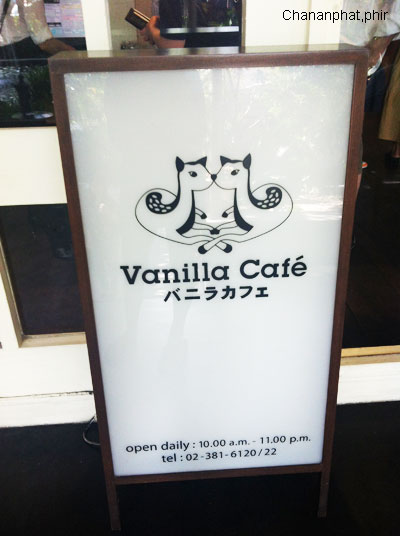 Chananphat,phir
Vanilla Café
バニラカフェ
open daily : 10.00 a.m. - 11.00 p.m.
tel : 02-381-6120/22